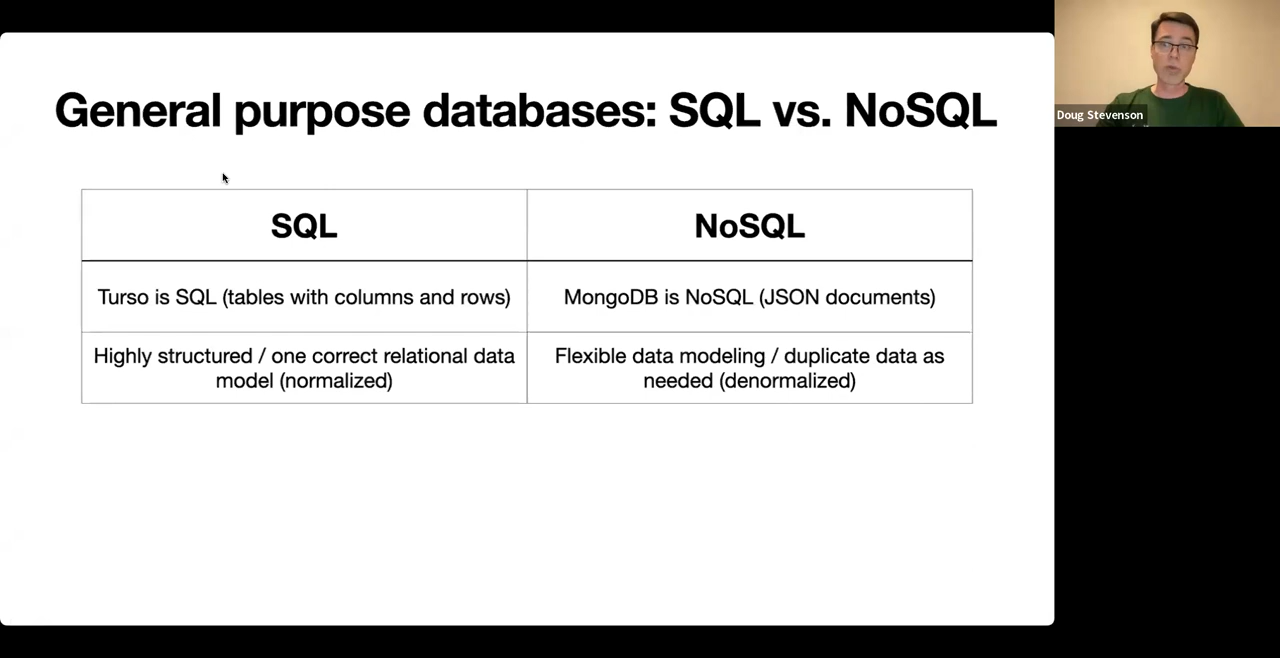 General purpose databases: SQL vs. NoSQL
Doug Stevenson
SQL
NoSQL
Turso is SQL (tables with columns and rows)
MongoDB is NoSQL (JSON documents)
Highly structured / one correct relational data
model (normalized)
Flexible data modeling / duplicate data as
needed (denormalized)